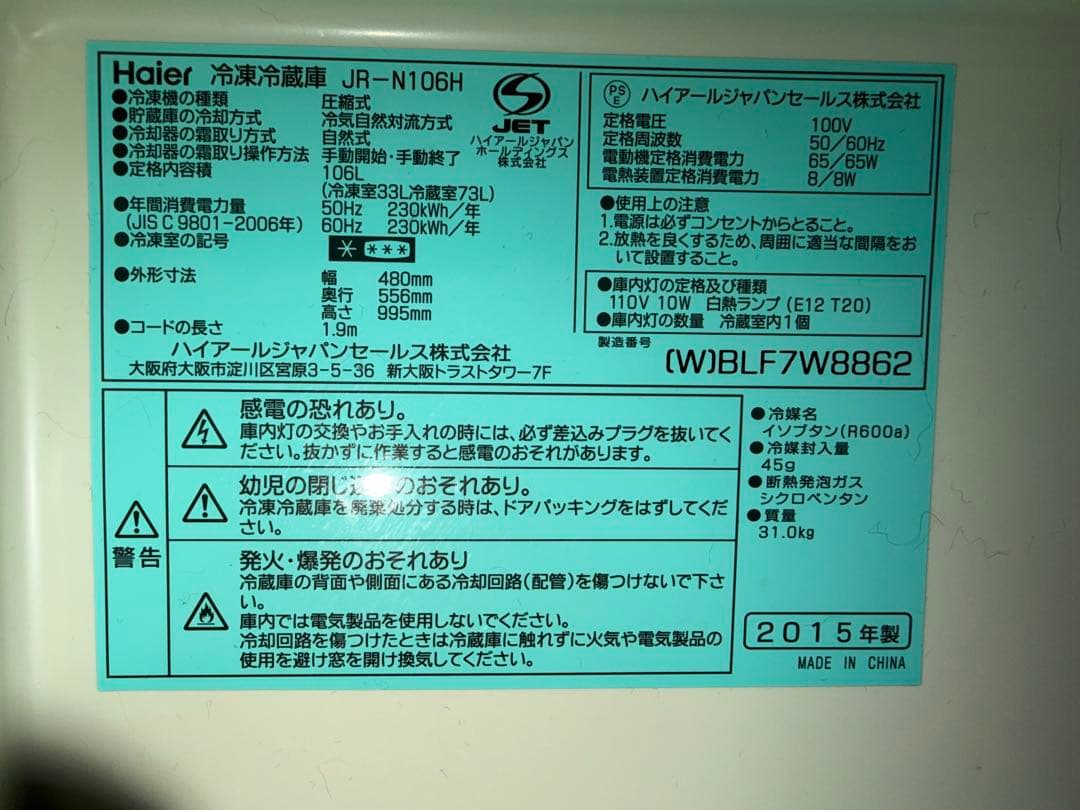 Haier 冷凍冷蔵庫 JR-N106H
●冷凍機の種類 圧縮式
●貯蔵庫の冷却方式 冷気自然対流方式
●冷却器の霜取り方式 自然式
●冷却器の霜取り操作方法 手動開始・手動終了
●定格内容積 106L
(冷凍室33L冷蔵室73L)
●年間消費電力量 50Hz 230kWh/年
(JIS C 9801-2006年) 60Hz 230kWh/年
●冷凍室の記号 * ***
●外形寸法 幅 480mm
奥行 556mm
高さ 995mm
●コードの長さ 1.9m
ハイアールジャパンセールス株式会社
大阪府大阪市淀川区宮原3-5-36 新大阪トラストタワー7F
JET
ハイアールジャパン
ホールディングス
株式会社
PS
E ハイアールジャパンセールス株式会社
定格電圧 100V
定格周波数 50/60Hz
電動機定格消費電力 65/65W
電熱装置定格消費電力 8/8W
●使用上の注意
1.電源は必ずコンセントからとること。
2.放熱を良くするため、周囲に適当な間隔をお
いて設置すること。
●庫内灯の定格及び種類
110V 10W 白熱ランプ(E12 T20)
●庫内灯の数量 冷蔵室内1個
製造番号
(W)BLF7W8862
警告
感電の恐れあり。
庫内灯の交換やお手入れの時には、必ず差込みプラグを抜いてく
ださい。抜かずに作業すると感電のおそれがあります。
幼児の閉じ のおそれあり。
冷凍冷蔵庫を廃棄処分する時は、ドアパッキングをはずしてくだ
さい。
発火・爆発のおそれあり
冷蔵庫の背面や側面にある冷却回路(配管)を傷つけないで下さ
い。
庫内では電気製品を使用しないでください。
冷却回路を傷つけたときは冷蔵庫に触れずに火気や電気製品の
使用を避け窓を開け換気してください。
●冷媒名
イソブタン(R600a)
●冷媒封入量
45g
●断熱発泡ガス
シクロペンタン
●質量
31.0kg
2015年製
MADE IN CHINA